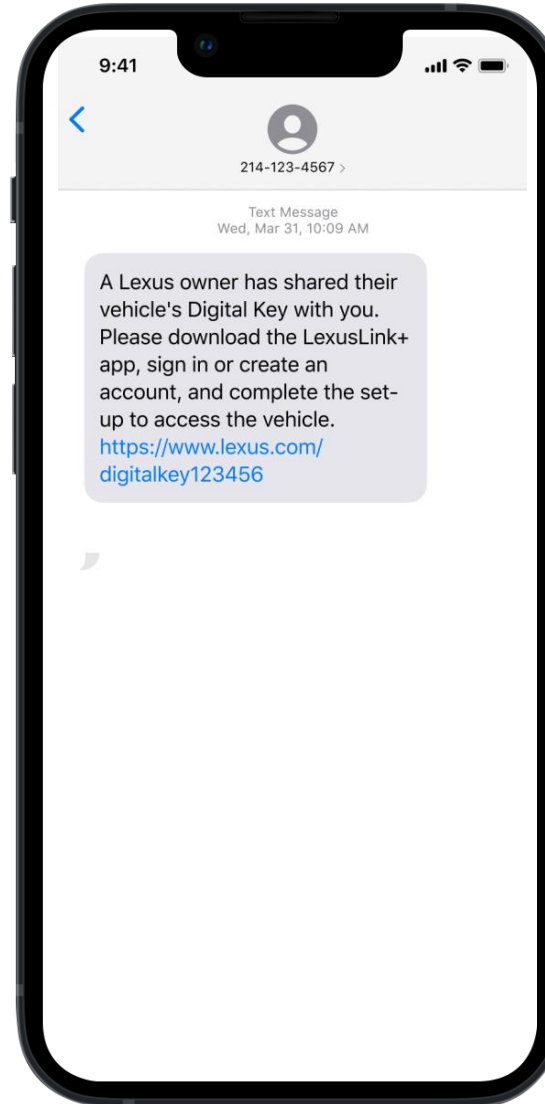 9:41
214-123-4567 >
Text Message
Wed, Mar 31, 10:09 AM
A Lexus owner has shared their
vehicle's Digital Key with you.
Please download the LexusLink+
app, sign in or create an
account, and complete the set-
up to access the vehicle.
https://www.lexus.com/
digitalkey123456